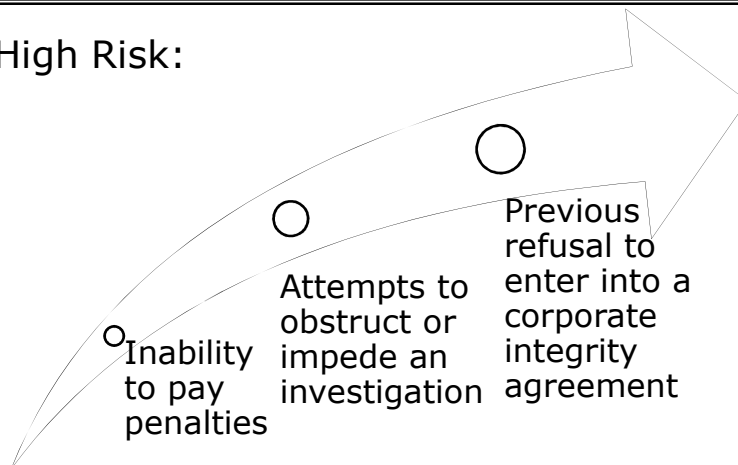 High Risk:
Inability
to pay
penalties
Attempts to
obstruct or
impede an
investigation
Previous
refusal to
enter into a
corporate
integrity
agreement